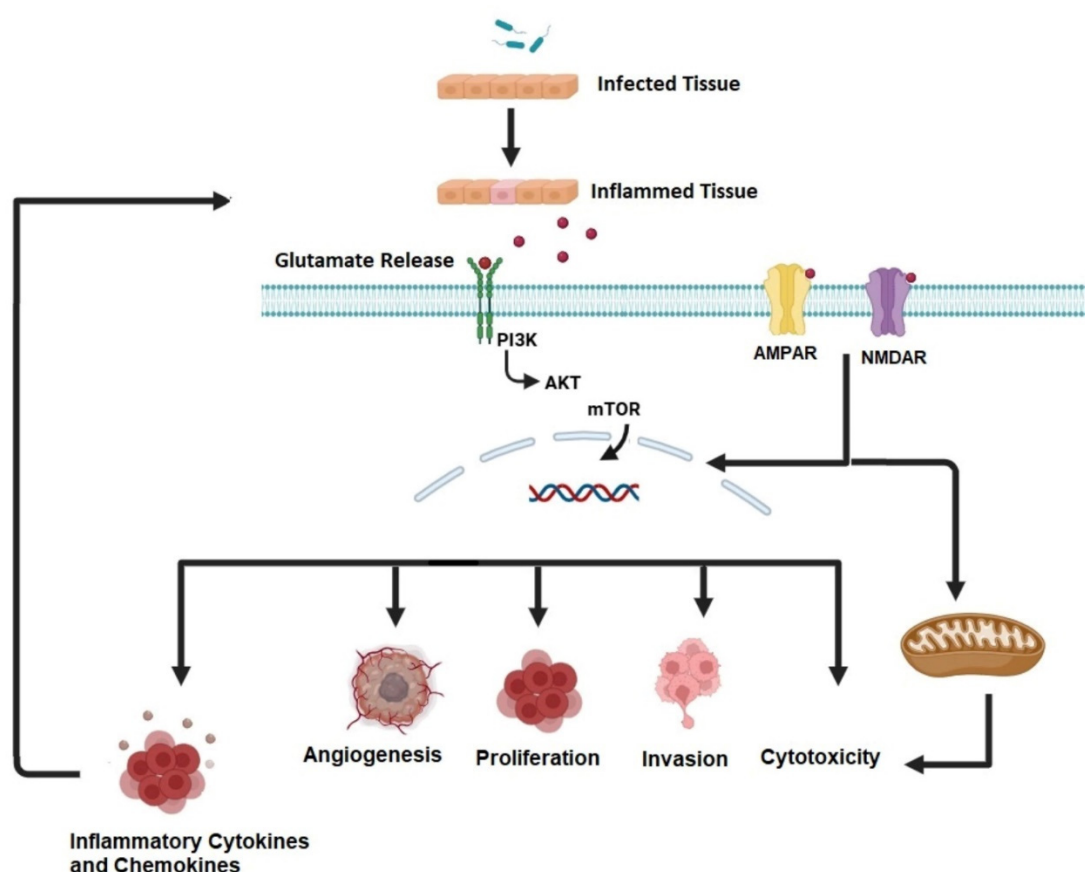 Infected Tissue
Inflammed Tissue
Glutamate Release
PI3K
AMPAR
NMDAR
AKT
mTOR
Angiogenesis
Proliferation
Invasion
Cytotoxicity
Inflammatory Cytokines
and Chemokines